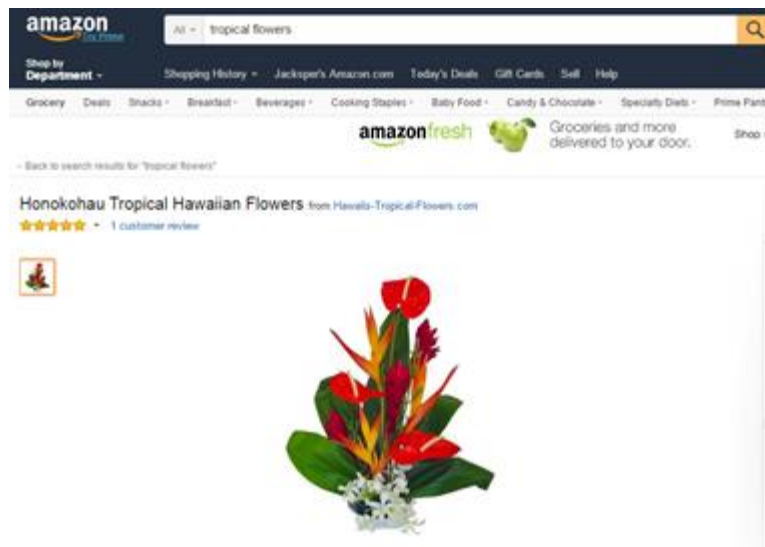 amazon
Try Prime
All
tropical flowers
Shop by
Department
Shopping History
Jacksper's Amazon.com
Today's Deals
Gift Cards
Sell
Help
Grocery
Deals
Snacks
Breakfast
Beverages
Cooking Staples
Baby Food
Candy & Chocolate
Specialty Diets
Prime Pant
amazonfresh
Groceries and more
delivered to your door.
Shop
‹ Back to search results for "tropical flowers"
Honokohau Tropical Hawaiian Flowers from Hawaiis-Tropical-Flowers.com
1 customer review